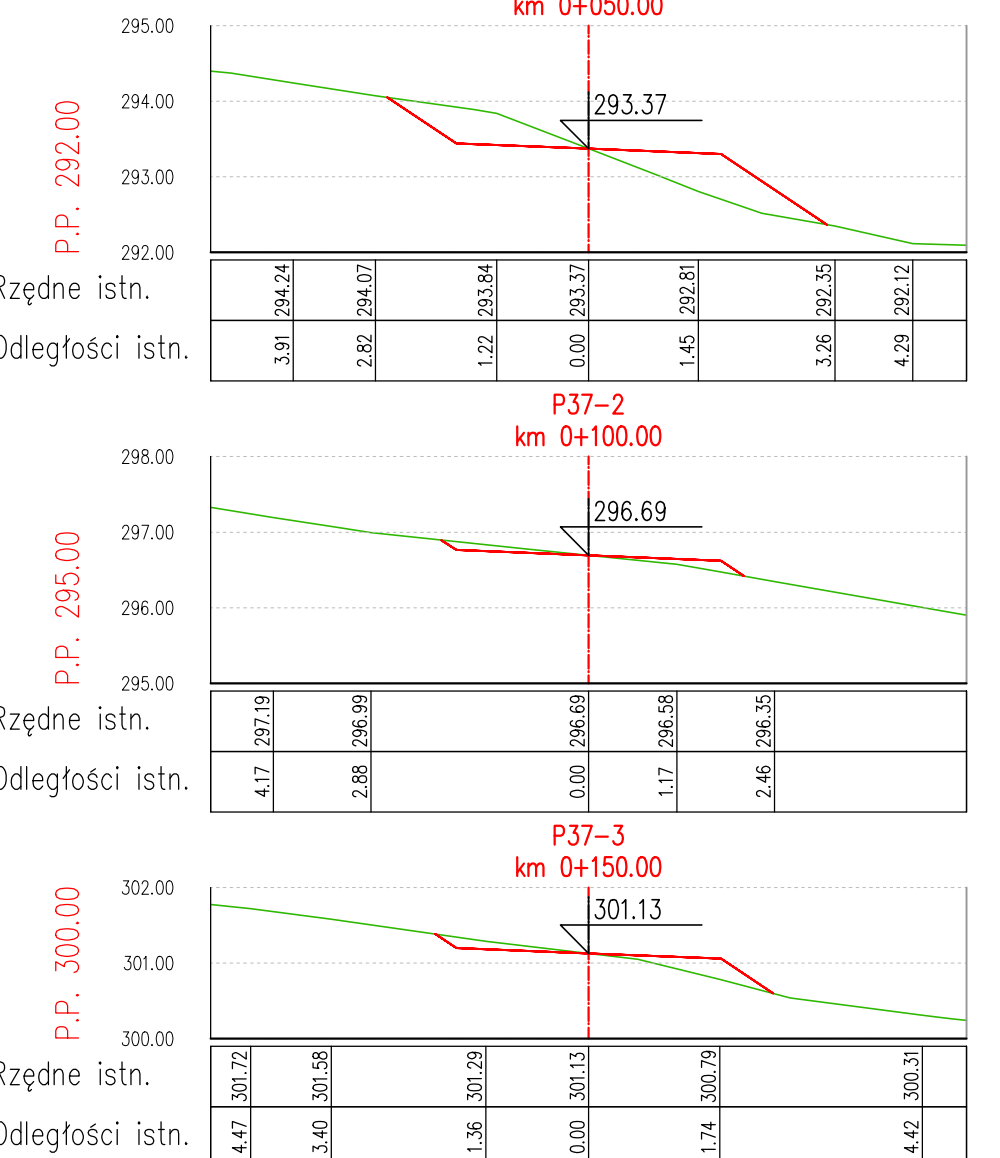 km 0+050.00
295.00
294.00
293.00
292.00
P.P. 292.00
293.37
Rzędne istn.
294.24 294.07 293.84 293.37 292.81 292.35 292.12
Odległości istn.
3.91 2.82 1.22 0.00 1.45 3.26 4.29
P37-2
km 0+100.00
298.00
297.00
296.00
295.00
P.P. 295.00
296.69
Rzędne istn.
297.19 296.99 296.69 296.58 296.35
Odległości istn.
4.17 2.88 0.00 1.17 2.46
P37-3
km 0+150.00
302.00
301.00
300.00
P.P. 300.00
301.13
Rzędne istn.
301.72 301.58 301.29 301.13 300.79 300.31
Odległości istn.
4.47 3.40 1.36 0.00 1.74 4.42